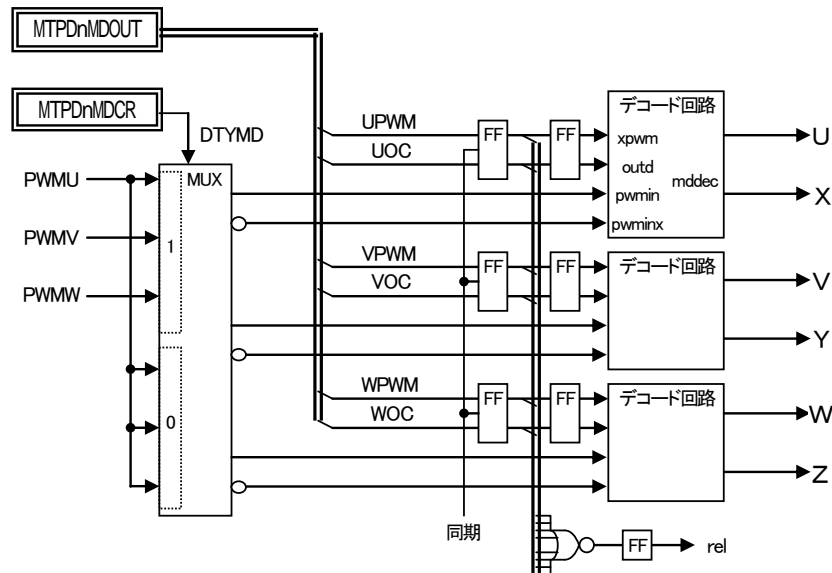 MTPDnMDOUT
MTPDnMDCR
DTYMD
PWMU
PWMV
PWMW
MUX
1
0
UPWM
UOC
FF
FF
デコード回路
xpwm
outd
pwmin
pwminx
mddec
U
X
VPWM
VOC
FF
FF
デコード回路
V
Y
WPWM
WOC
FF
FF
デコード回路
W
Z
同期
FF
rel